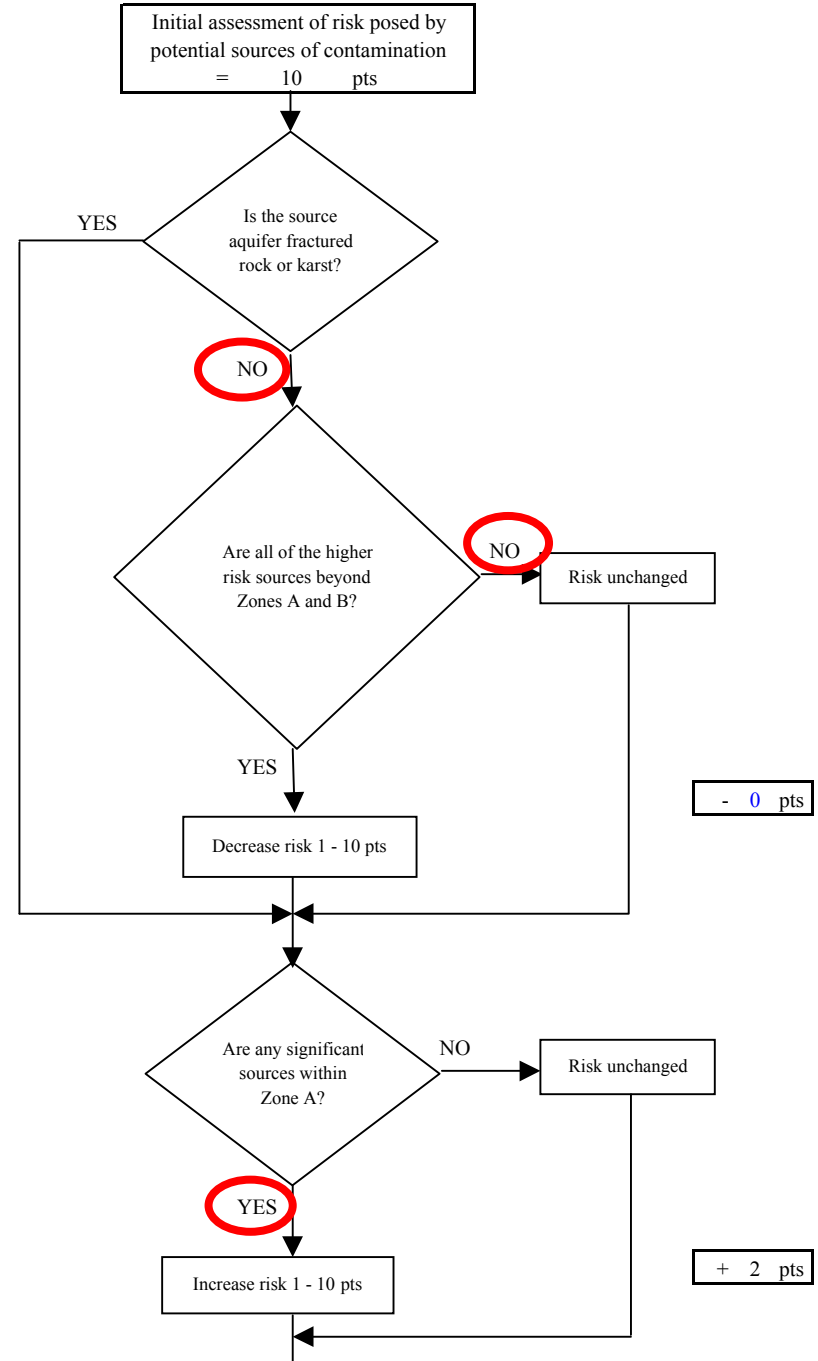 Initial assessment of risk posed by
potential sources of contamination
= 10 pts
YES
Is the source
aquifer fractured
rock or karst?
NO
Are all of the higher
risk sources beyond
Zones A and B?
NO
Risk unchanged
YES
- 0 pts
Decrease risk 1 - 10 pts
Are any significant
sources within
Zone A?
NO
Risk unchanged
YES
+ 2 pts
Increase risk 1 - 10 pts